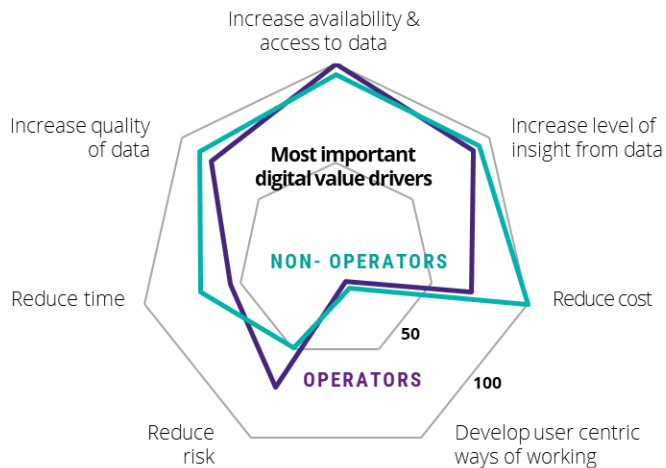 Increase availability &
access to data
Increase quality
of data
Increase level of
insight from data
Most important
digital value drivers
NON- OPERATORS
Reduce time
Reduce cost
50
OPERATORS
100
Reduce
risk
Develop user centric
ways of working